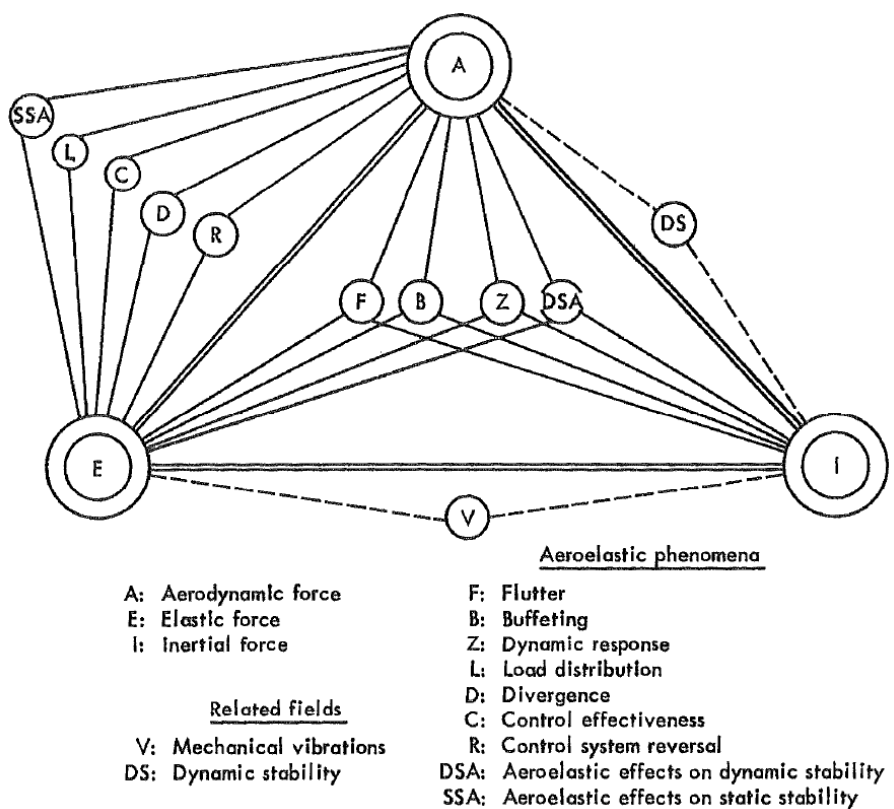 A
SSA
L
C
D
R
DS
F
B
Z
DSA
E
I
V
Aeroelastic phenomena
A: Aerodynamic force
E: Elastic force
I: Inertial force
F: Flutter
B: Buffeting
Z: Dynamic response
L: Load distribution
D: Divergence
C: Control effectiveness
R: Control system reversal
DSA: Aeroelastic effects on dynamic stability
SSA: Aeroelastic effects on static stability
Related fields
V: Mechanical vibrations
DS: Dynamic stability